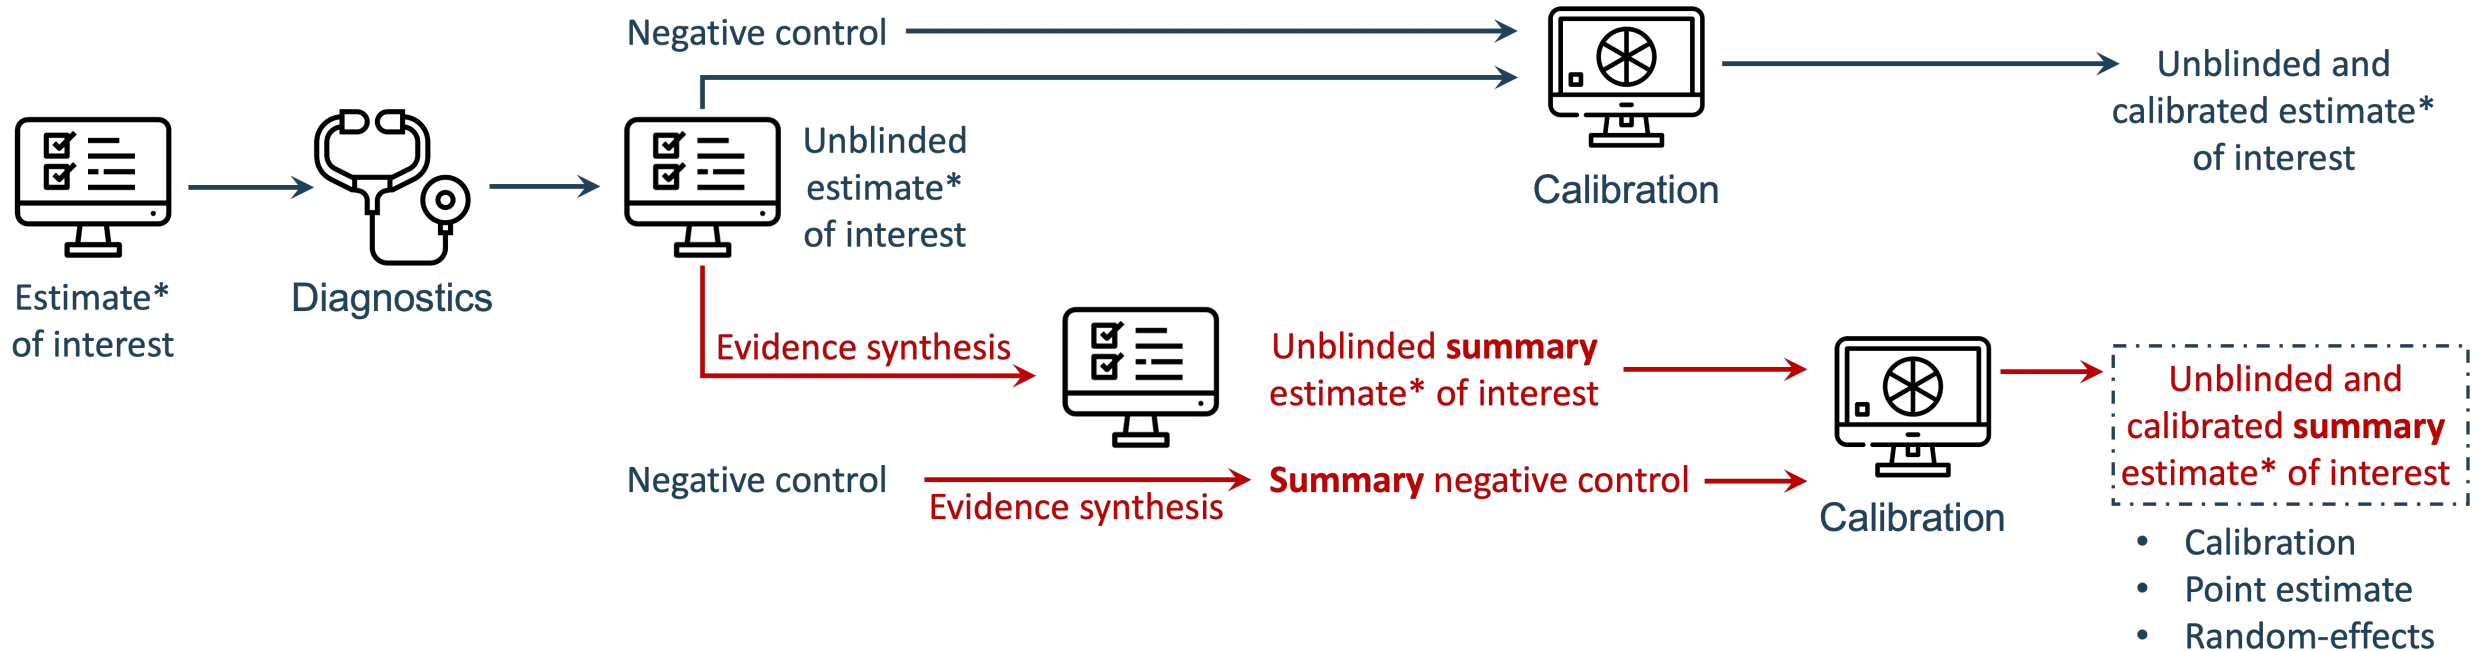 Negative control
Unblinded
estimate*
of interest
Calibration
Unblinded and
calibrated estimate*
of interest
Estimate*
of interest
Diagnostics
Evidence synthesis
Unblinded summary
estimate* of interest
Negative control
Evidence synthesis
Summary negative control
Calibration
Unblinded and
calibrated summary
estimate* of interest
• Calibration
• Point estimate
• Random-effects